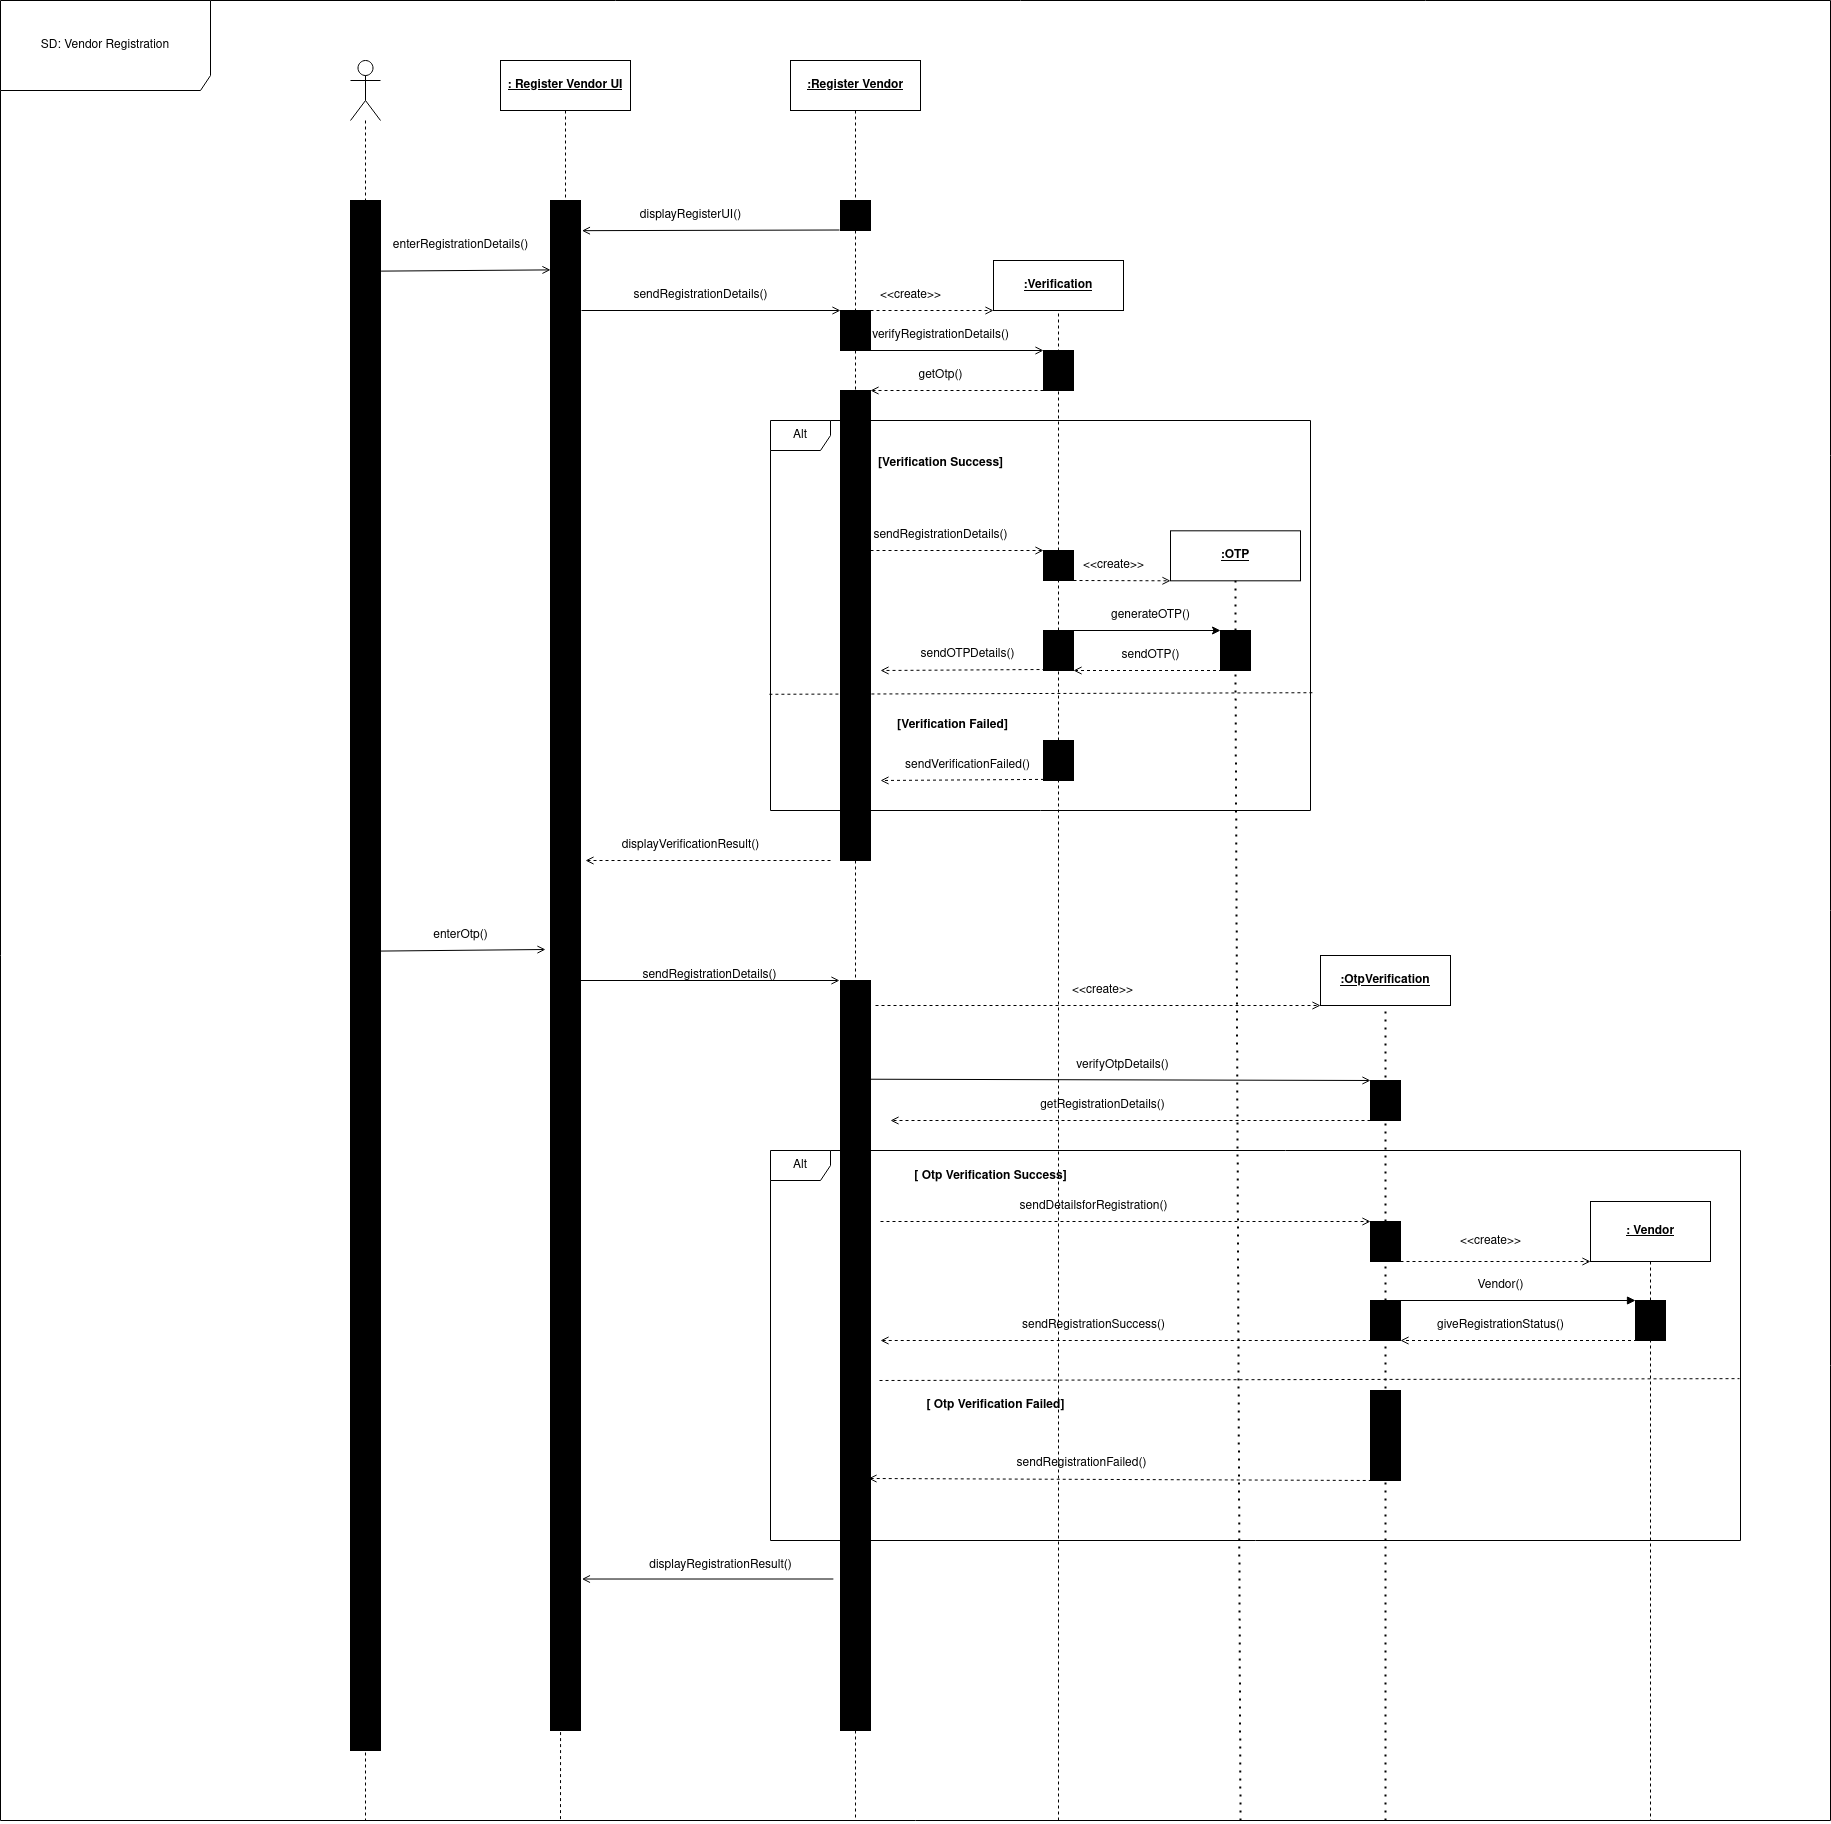 SD: Vendor Registration
: Register Vendor UI
:Register Vendor
displayRegisterUI()
enterRegistrationDetails()
:Verification
sendRegistrationDetails()
<<create>>
verifyRegistrationDetails()
getOtp()
Alt
[Verification Success]
sendRegistrationDetails()
:OTP
<<create>>
generateOTP()
sendOTPDetails()
sendOTP()
[Verification Failed]
sendVerificationFailed()
displayVerificationResult()
enterOtp()
sendRegistrationDetails()
:OtpVerification
<<create>>
verifyOtpDetails()
getRegistrationDetails()
Alt
[ Otp Verification Success]
sendDetailsforRegistration()
: Vendor
<<create>>
Vendor()
sendRegistrationSuccess()
giveRegistrationStatus()
[ Otp Verification Failed]
sendRegistrationFailed()
displayRegistrationResult()